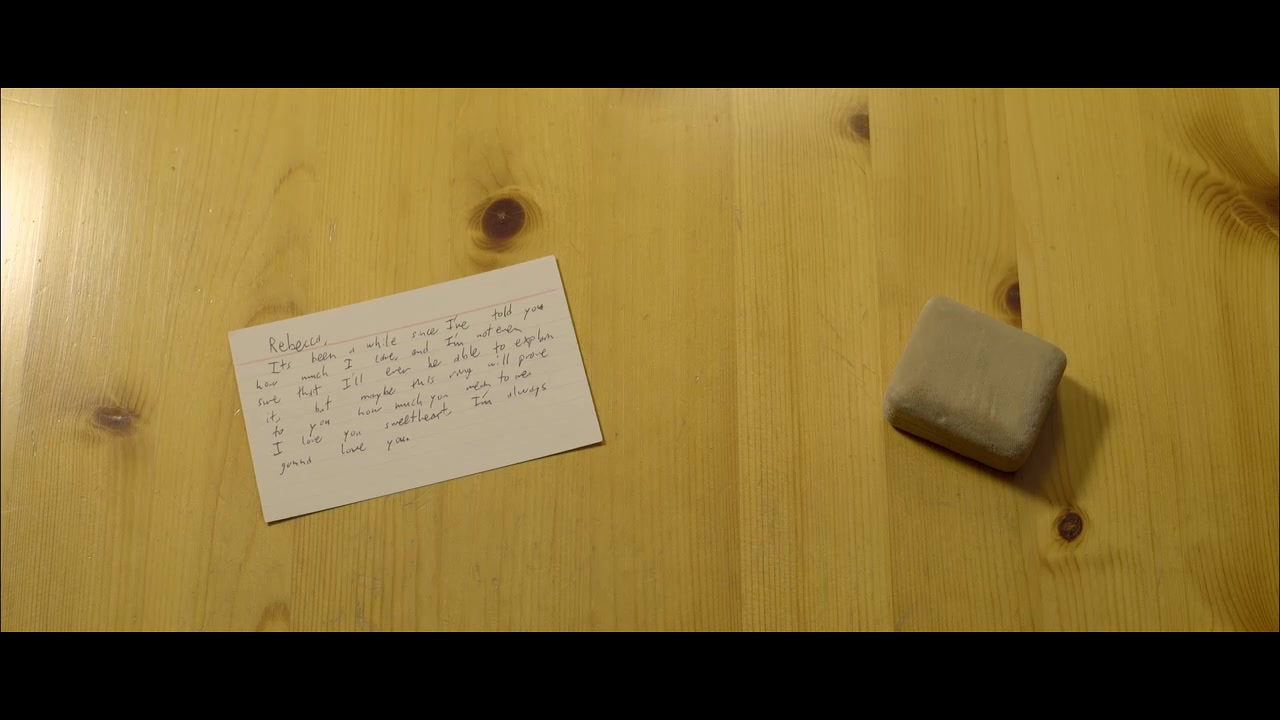 Rebecca,
It's been a while since I've told you
how much I care, and I'm not even
sure that I'll ever be able to explain
it, but maybe this ring will prove
to you how much you mean to me.
I love you sweetheart, I'm always
gonna love you.